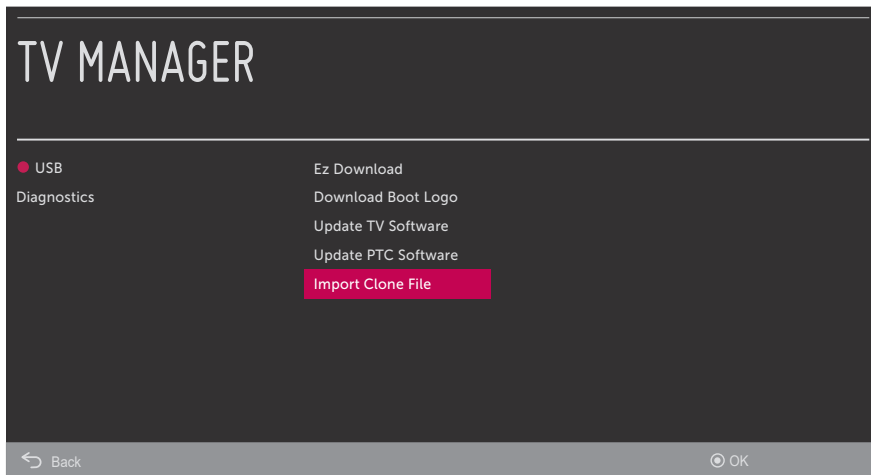 TV MANAGER
USB
Diagnostics
Ez Download
Download Boot Logo
Update TV Software
Update PTC Software
Import Clone File
Back
OK